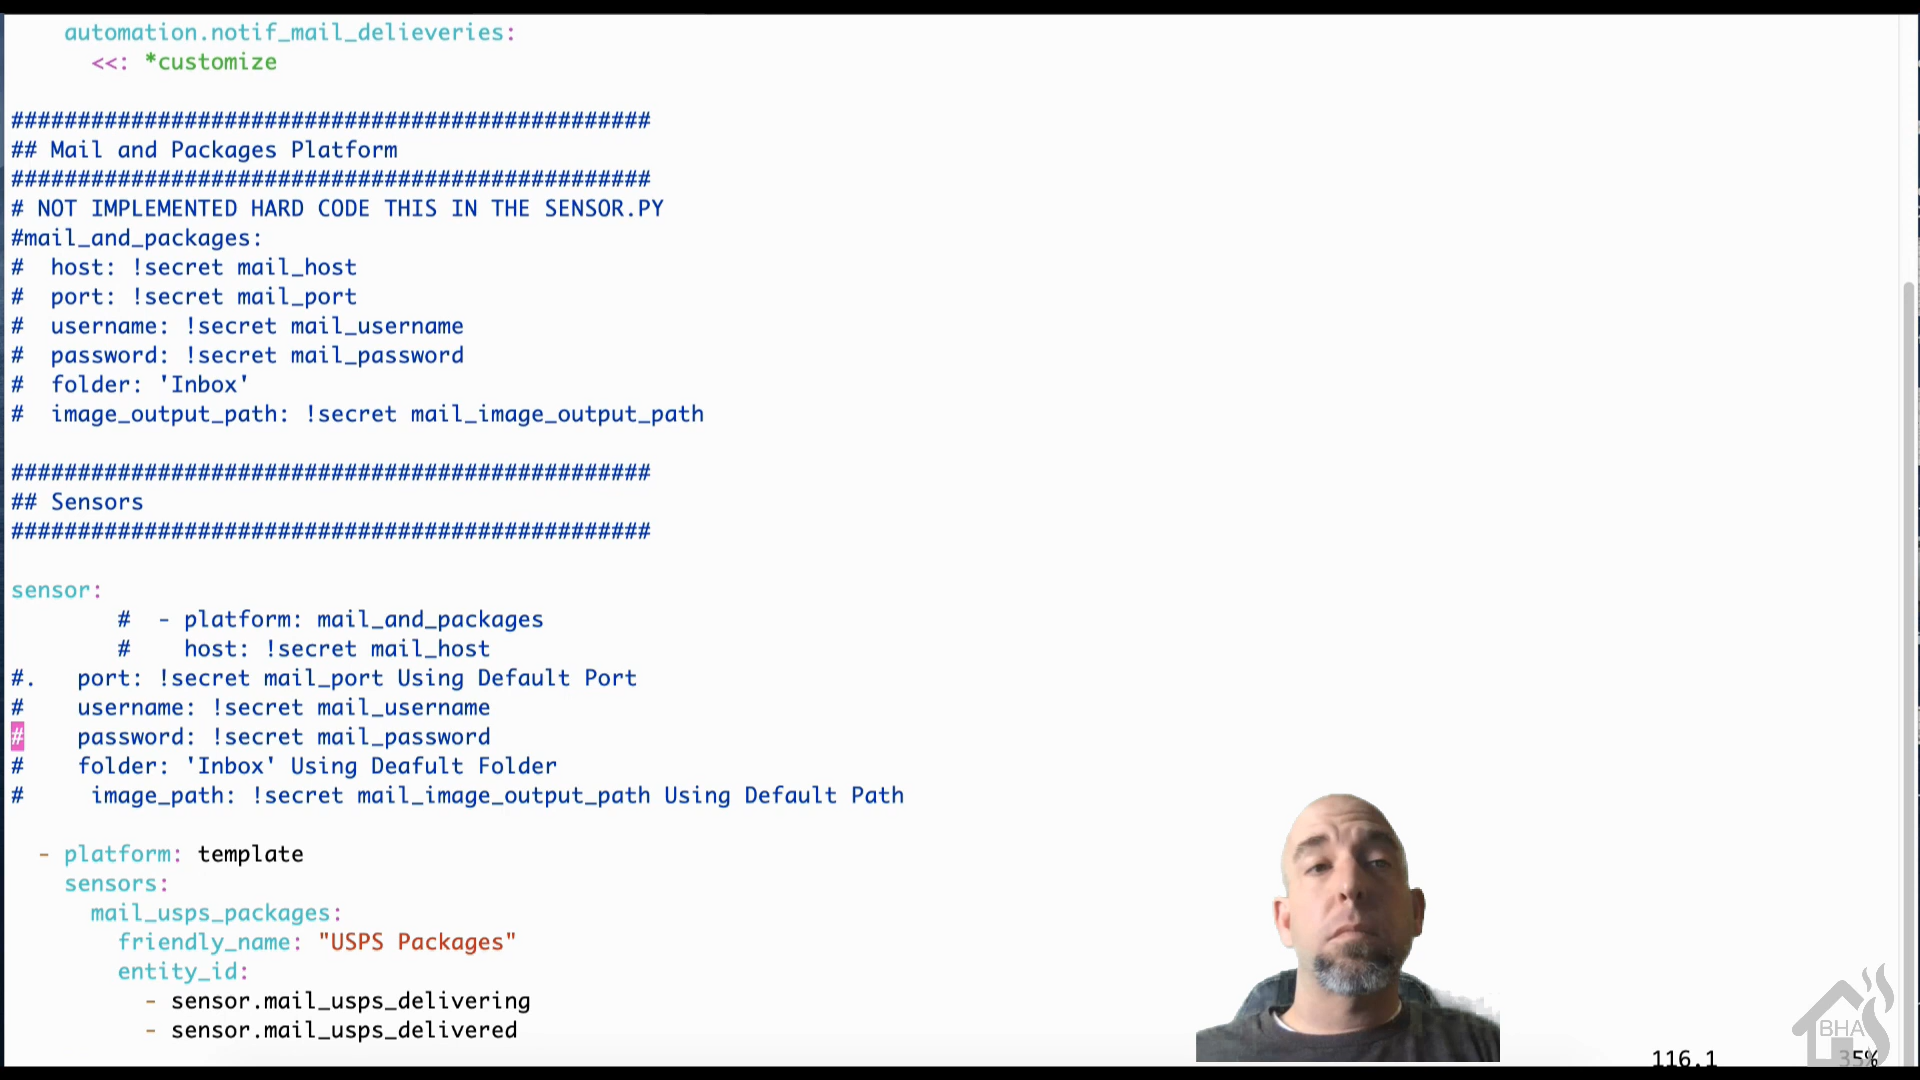 automation.notif_mail_delieveries:
<<: *customize
################################################
## Mail and Packages Platform
################################################
# NOT IMPLEMENTED HARD CODE THIS IN THE SENSOR.PY
#mail_and_packages:
#  host: !secret mail_host
#  port: !secret mail_port
#  username: !secret mail_username
#  password: !secret mail_password
#  folder: 'Inbox'
#  image_output_path: !secret mail_image_output_path
################################################
## Sensors
################################################
sensor:
#  - platform: mail_and_packages
#    host: !secret mail_host
#.   port: !secret mail_port Using Default Port
#    username: !secret mail_username
#    password: !secret mail_password
#    folder: 'Inbox' Using Deafult Folder
#     image_path: !secret mail_image_output_path Using Default Path
- platform: template
sensors:
mail_usps_packages:
friendly_name: "USPS Packages"
entity_id:
- sensor.mail_usps_delivering
- sensor.mail_usps_delivered
116,1
35%
BHA